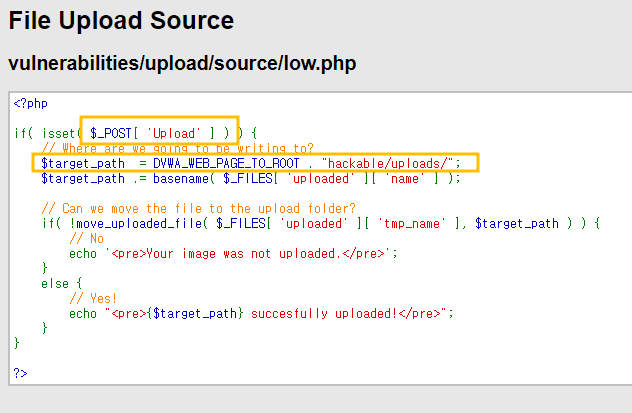 File Upload Source
vulnerabilities/upload/source/low.php
<?php
if( isset( $_POST[ 'Upload' ] ) ) {
// Where are we going to be writing to?
$target_path  = DVWA_WEB_PAGE_TO_ROOT . "hackable/uploads/";
$target_path .= basename( $_FILES[ 'uploaded' ][ 'name' ] );
// Can we move the file to the upload folder?
if( !move_uploaded_file( $_FILES[ 'uploaded' ][ 'tmp_name' ], $target_path ) ) {
// No
echo '<pre>Your image was not uploaded.</pre>';
}
else {
// Yes!
echo "<pre>{$target_path} succesfully uploaded!</pre>";
}
}
?>